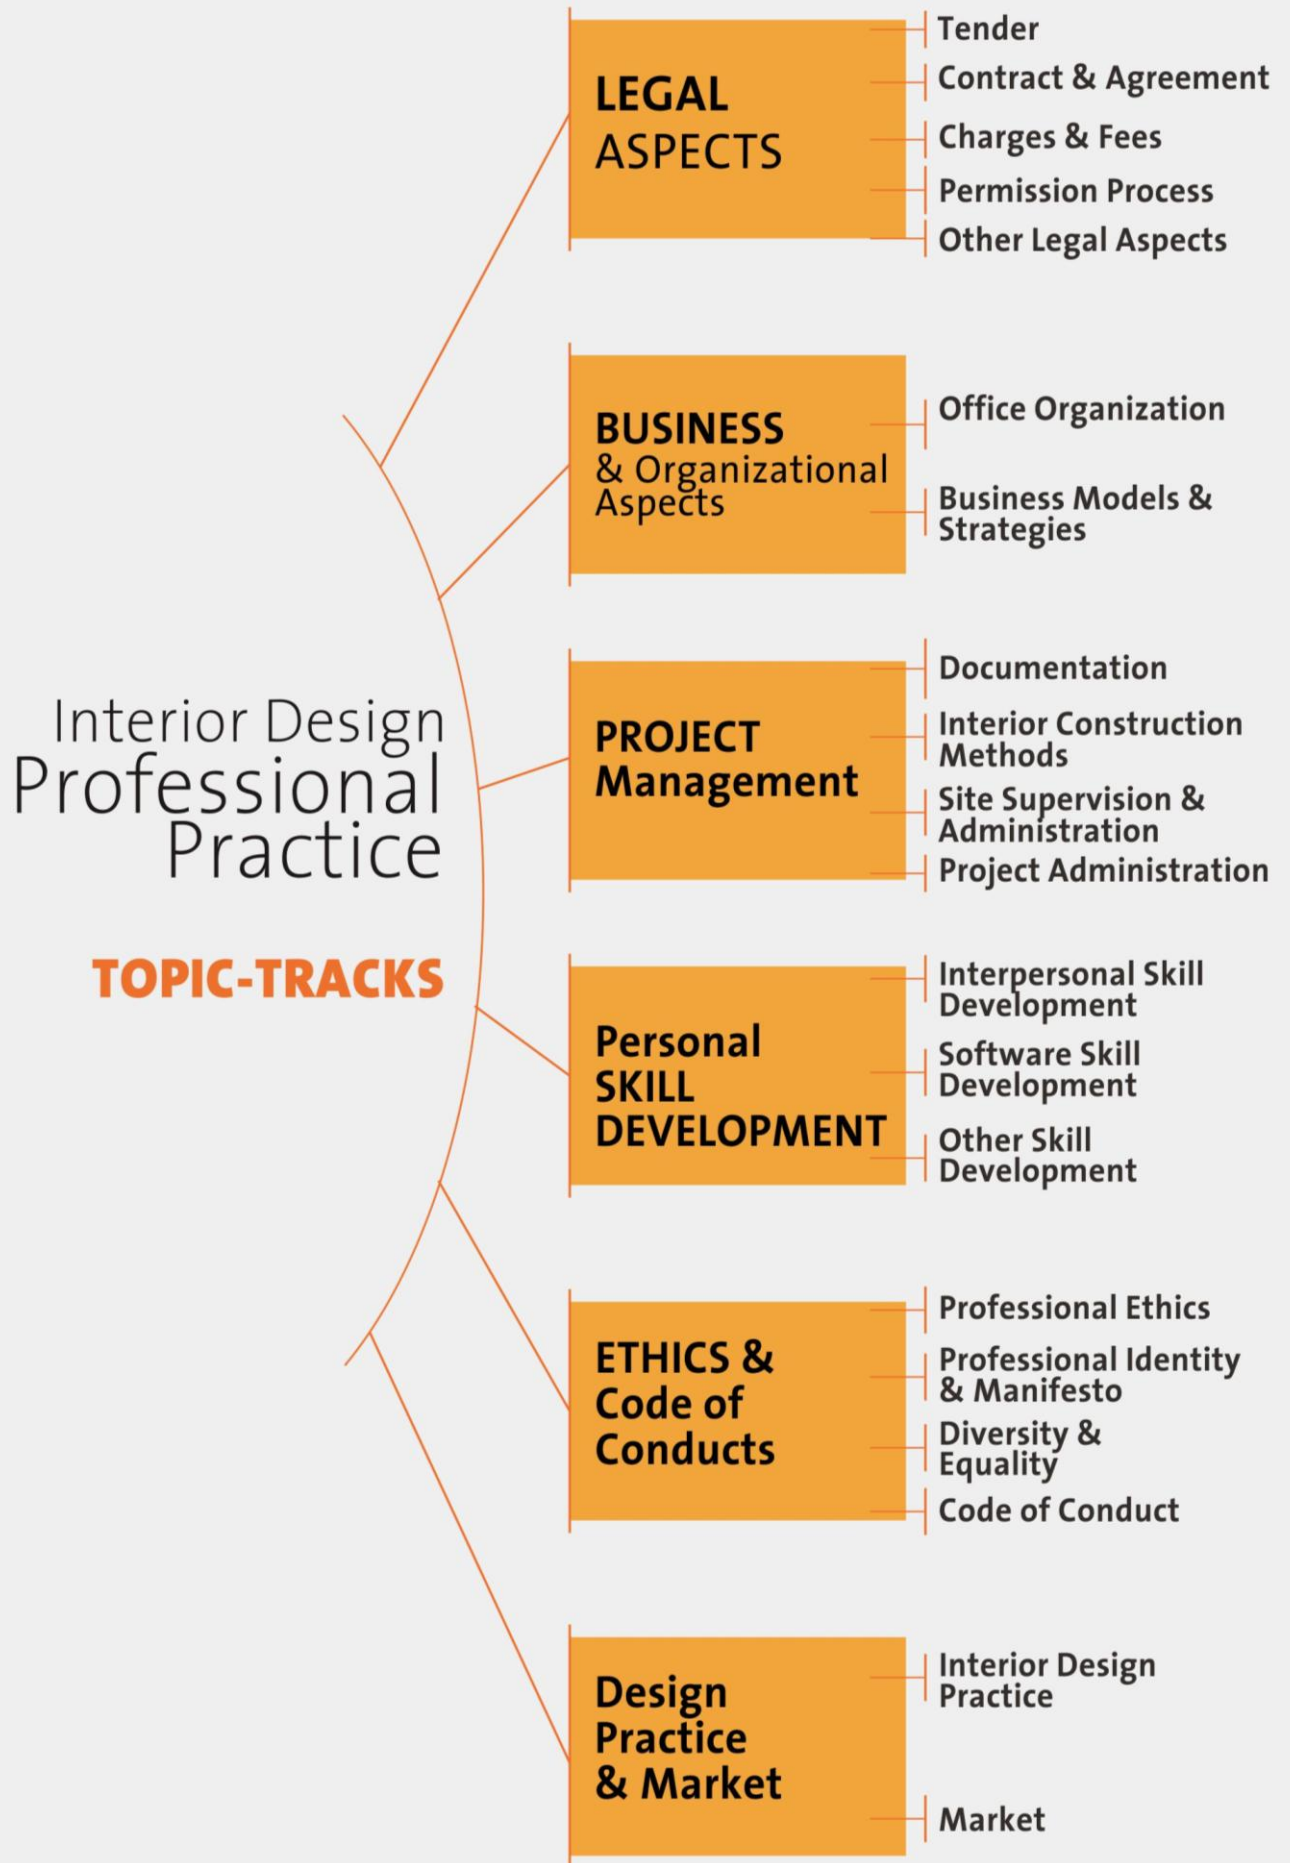 Interior Design
Professional
Practice
TOPIC-TRACKS
LEGAL
ASPECTS
Tender
Contract & Agreement
Charges & Fees
Permission Process
Other Legal Aspects
BUSINESS
& Organizational
Aspects
Office Organization
Business Models &
Strategies
PROJECT
Management
Documentation
Interior Construction
Methods
Site Supervision &
Administration
Project Administration
Personal
SKILL
DEVELOPMENT
Interpersonal Skill
Development
Software Skill
Development
Other Skill
Development
ETHICS &
Code of
Conducts
Professional Ethics
Professional Identity
& Manifesto
Diversity &
Equality
Code of Conduct
Design
Practice
& Market
Interior Design
Practice
Market